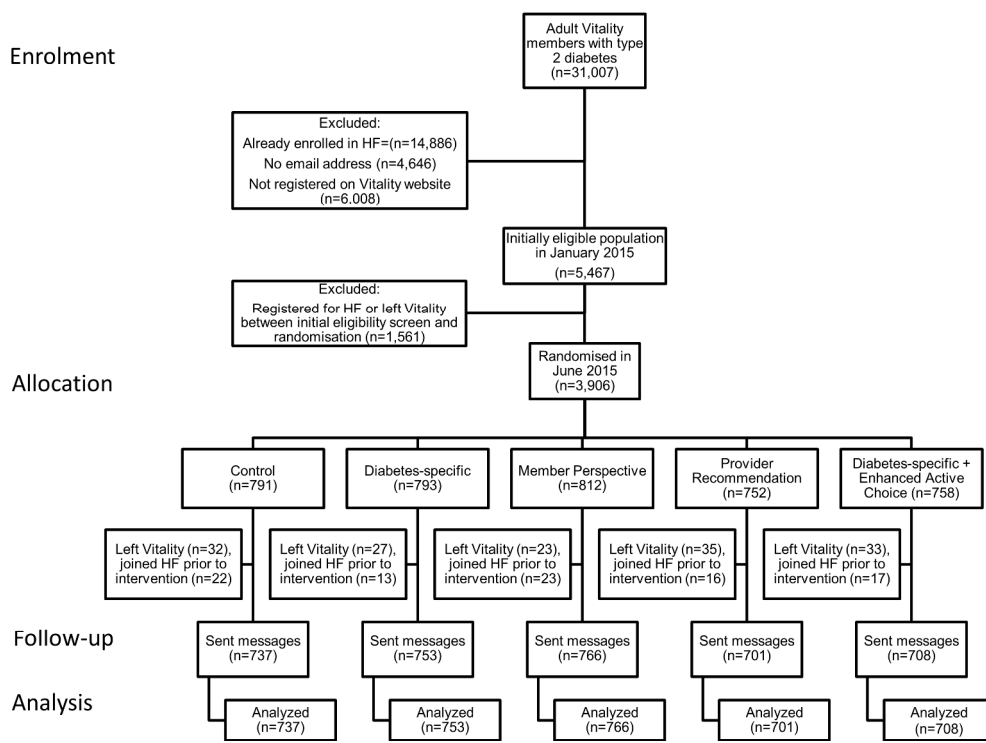 Enrolment
Adult Vitality
members with type
2 diabetes
(n=31,007)
Excluded:
Already enrolled in HF=(n=14,886)
No email address (n=4,646)
Not registered on Vitality website
(n=6.008)
Initially eligible population
in January 2015
(n=5,467)
Excluded:
Registered for HF or left Vitality
between initial eligibility screen and
randomisation (n=1,561)
Allocation
Randomised in
June 2015
(n=3,906)
Control
(n=791)
Diabetes-specific
(n=793)
Member Perspective
(n=812)
Provider
Recommendation
(n=752)
Diabetes-specific +
Enhanced Active
Choice (n=758)
Left Vitality (n=32),
joined HF prior to
intervention (n=22)
Left Vitality (n=27),
joined HF prior to
intervention (n=13)
Left Vitality (n=23),
joined HF prior to
intervention (n=23)
Left Vitality (n=35),
joined HF prior to
intervention (n=16)
Left Vitality (n=33),
joined HF prior to
intervention (n=17)
Follow-up
Sent messages
(n=737)
Sent messages
(n=753)
Sent messages
(n=766)
Sent messages
(n=701)
Sent messages
(n=708)
Analysis
Analyzed
(n=737)
Analyzed
(n=753)
Analyzed
(n=766)
Analyzed
(n=701)
Analyzed
(n=708)